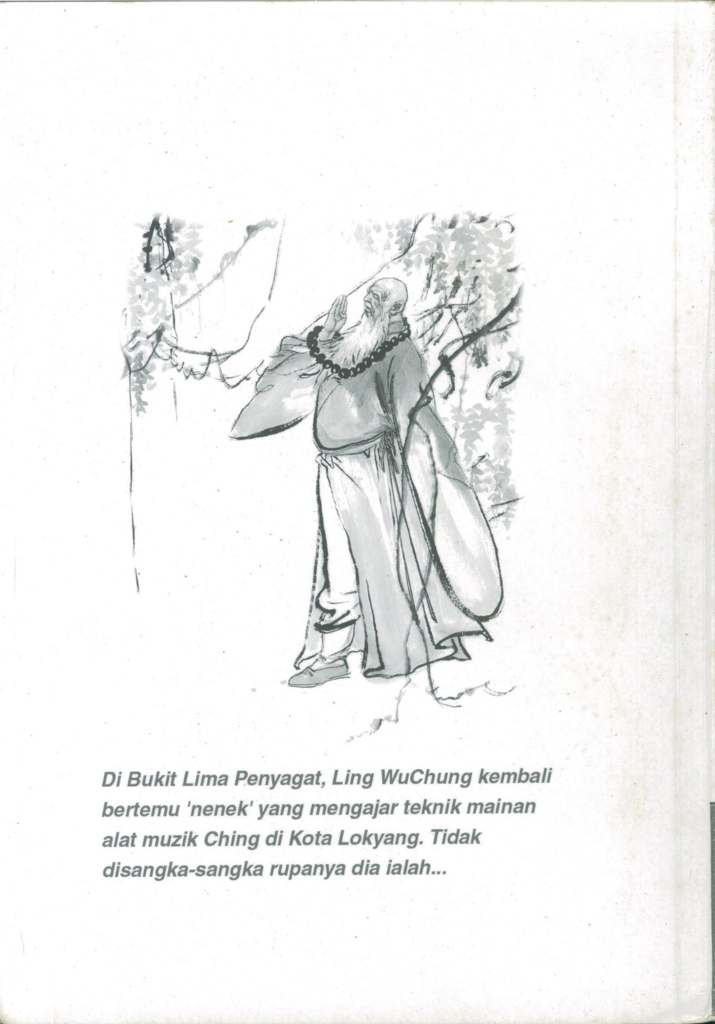 Di Bukit Lima Penyagat, Ling WuChung kembali
bertemu 'nenek' yang mengajar teknik mainan
alat muzik Ching di Kota Lokyang. Tidak
disangka-sangka rupanya dia ialah...